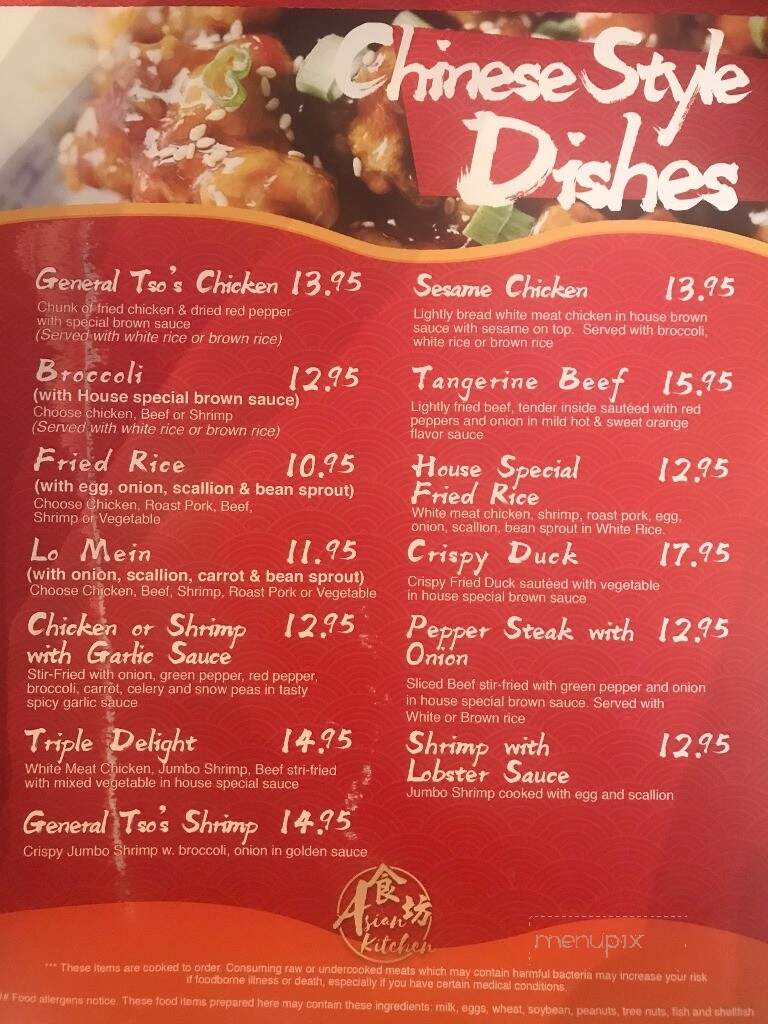 Chinese Style
Dishes
General Tso's Chicken 13.95
Chunk of fried chicken & dried red pepper
with special brown sauce
(Served with white rice or brown rice)
Broccoli 12.95
(with House special brown sauce)
Choose chicken, Beef or Shrimp
(Served with white rice or brown rice)
Fried Rice 10.95
(with egg, onion, scallion & bean sprout)
Choose Chicken, Roast Pork, Beef,
Shrimp or Vegetable
Lo Mein 11.95
(with onion, scallion, carrot & bean sprout)
Choose Chicken, Beef, Shrimp, Roast Pork or Vegetable
Chicken or Shrimp 12.95
with Garlic Sauce
Stir-Fried with onion, green pepper, red pepper,
broccoli, carrot, celery and snow peas in tasty
spicy garlic sauce
Triple Delight 14.95
White Meat Chicken, Jumbo Shrimp, Beef stri-fried
with mixed vegetable in house special sauce
General Tso's Shrimp 14.95
Crispy Jumbo Shrimp w. broccoli, onion in golden sauce
Sesame Chicken 13.95
Lightly bread white meat chicken in house brown
sauce with sesame on top. Served with broccoli,
white rice or brown rice
Tangerine Beef 15.95
Lightly fried beef, tender inside sautéed with red
peppers and onion in mild hot & sweet orange
flavor sauce
House Special 12.95
Fried Rice
White meat chicken, shrimp, roast pork, egg,
onion, scallion, bean sprout in White Rice.
Crispy Duck 17.95
Crispy Fried Duck sautéed with vegetable
in house special brown sauce
Pepper Steak with 12.95
Onion
Sliced Beef stir-fried with green pepper and onion
in house special brown sauce. Served with
White or Brown rice
Shrimp with 12.95
Lobster Sauce
Jumbo Shrimp cooked with egg and scallion
食坊
Asian
Kitchen
menupix
*** These items are cooked to order. Consuming raw or undercooked meats which may contain harmful bacteria may increase your risk
if foodborne illness or death, especially if you have certain medical conditions.
## Food allergens notice. These food items prepared here may contain these ingredients: milk, eggs, wheat, soybean, peanuts, tree nuts, fish and shellfish